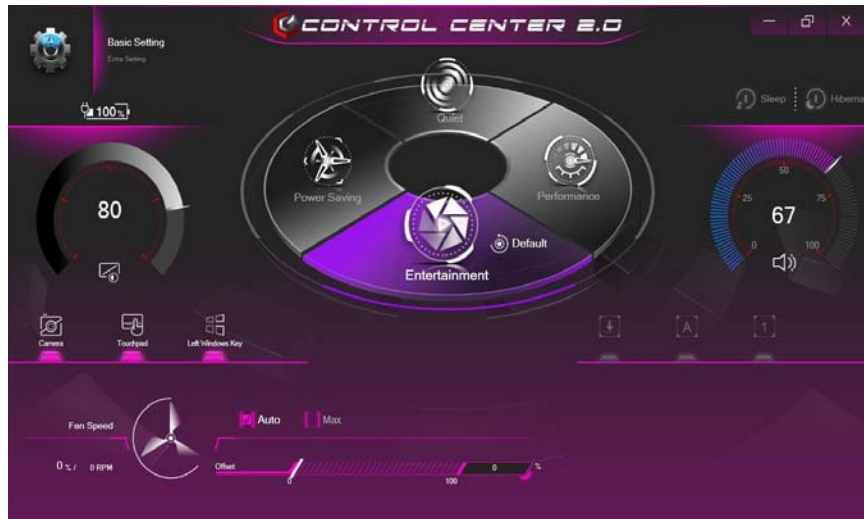 CONTROL CENTER 2.0
Basic Setting
Extra Setting
100%
Sleep
Hiberna
Quiet
Power Saving
Performance
Entertainment
Default
80
0
25
50
75
100
67
Camera
Touchpad
Left Windows Key
A
1
Fan Speed
0 % / 0 RPM
Auto
Max
Offset
0
100
0
%